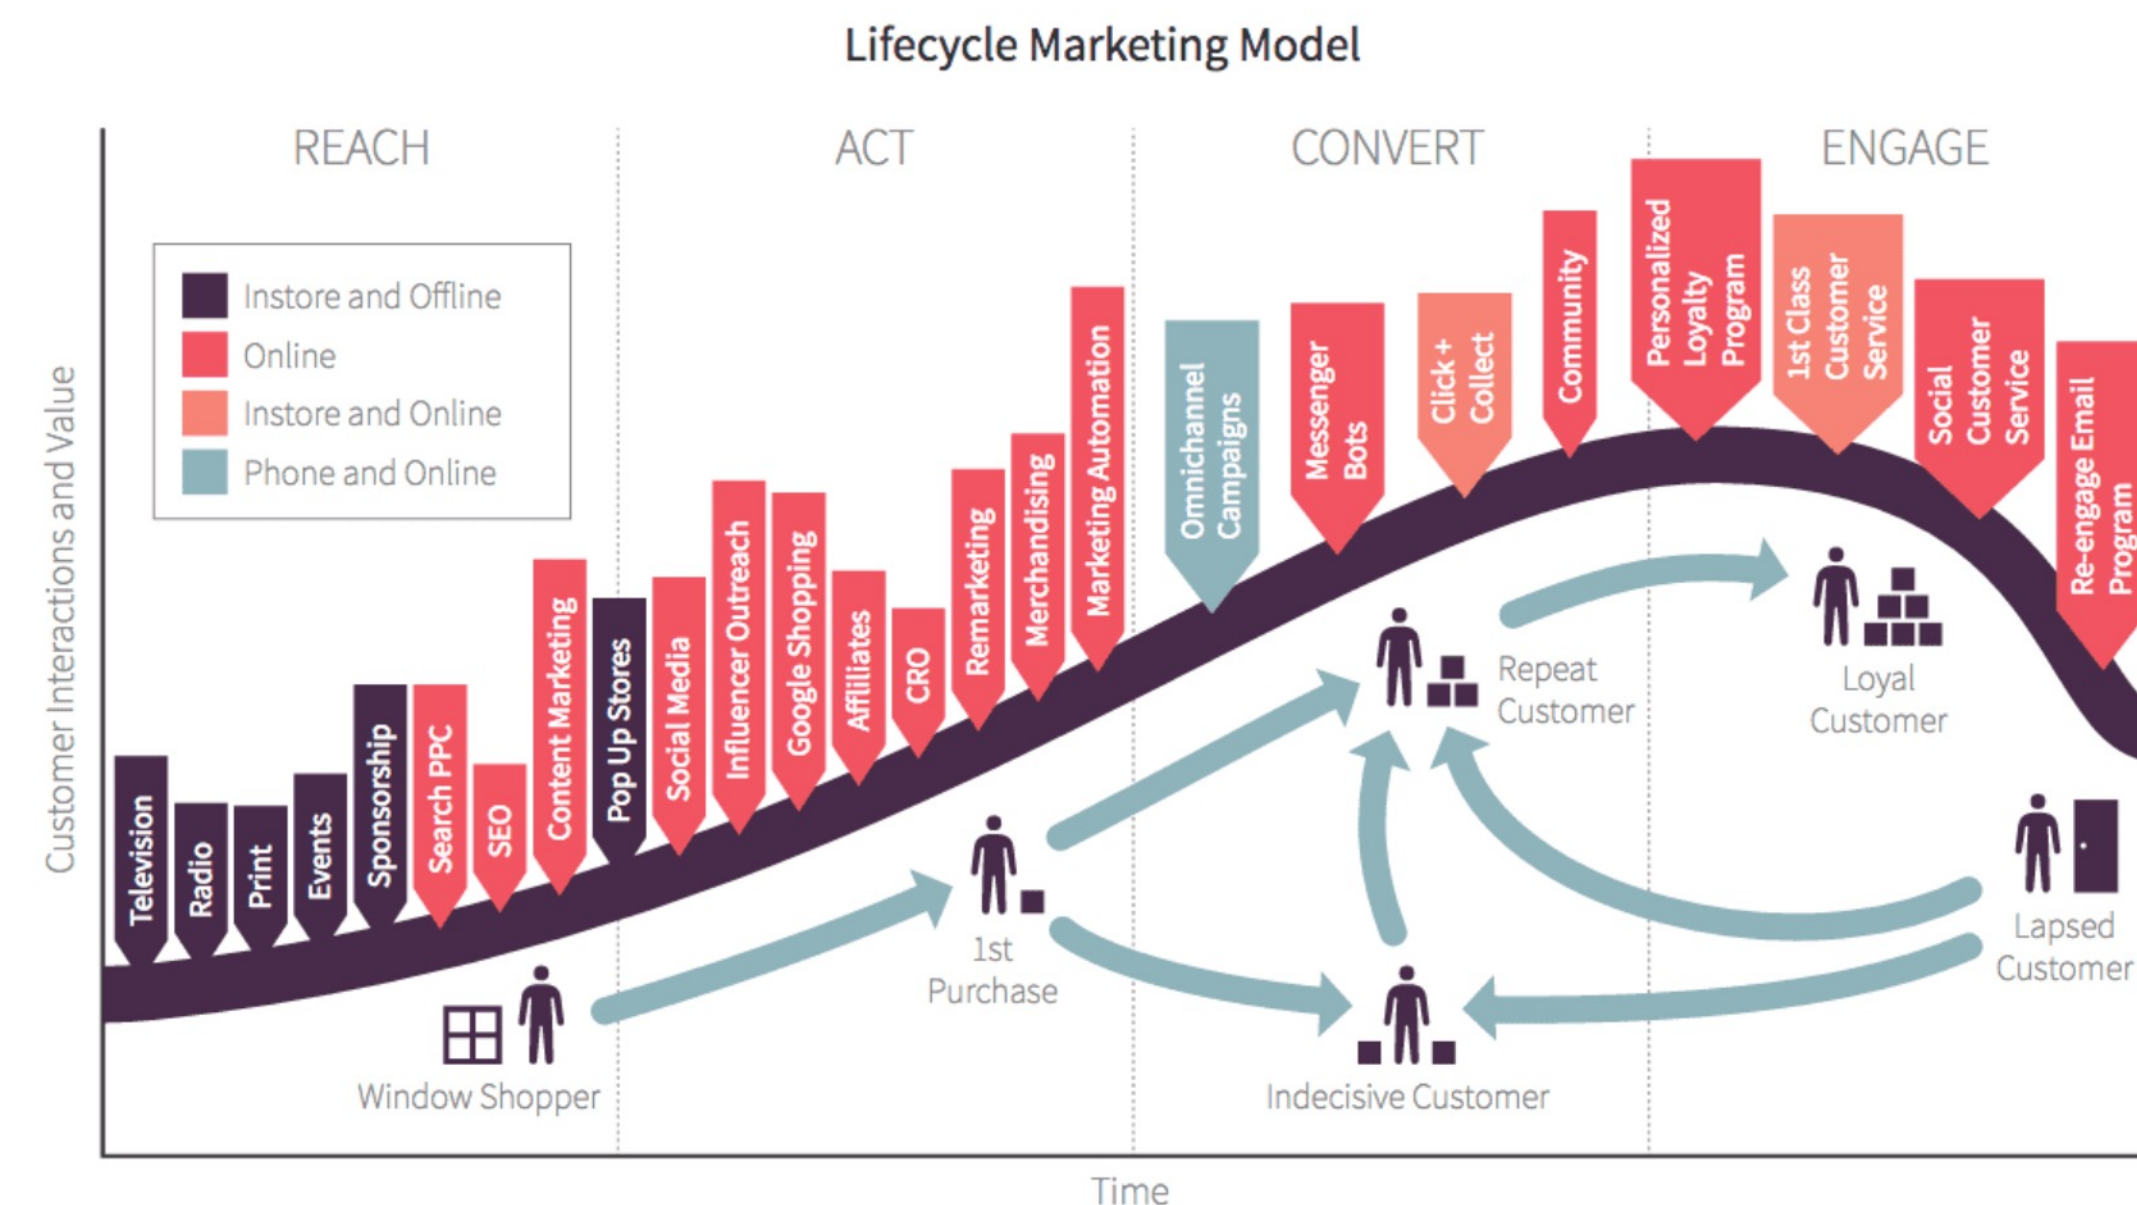 Lifecycle Marketing Model
REACH
ACT
CONVERT
ENGAGE
Instore and Offline
Online
Instore and Online
Phone and Online
Customer Interactions and Value
Television
Radio
Print
Events
Sponsorship
Search PPC
SEO
Content Marketing
Pop Up Stores
Social Media
Influencer Outreach
Google Shopping
Affiliates
CRO
Remarketing
Merchandising
Marketing Automation
Omnichannel
Campaigns
Messenger
Bots
Click +
Collect
Community
Personalized
Loyalty
Program
1st Class
Customer
Service
Social
Customer
Service
Re-engage Email
Program
Window Shopper
1st
Purchase
Repeat
Customer
Loyal
Customer
Indecisive Customer
Lapsed
Customer
Time